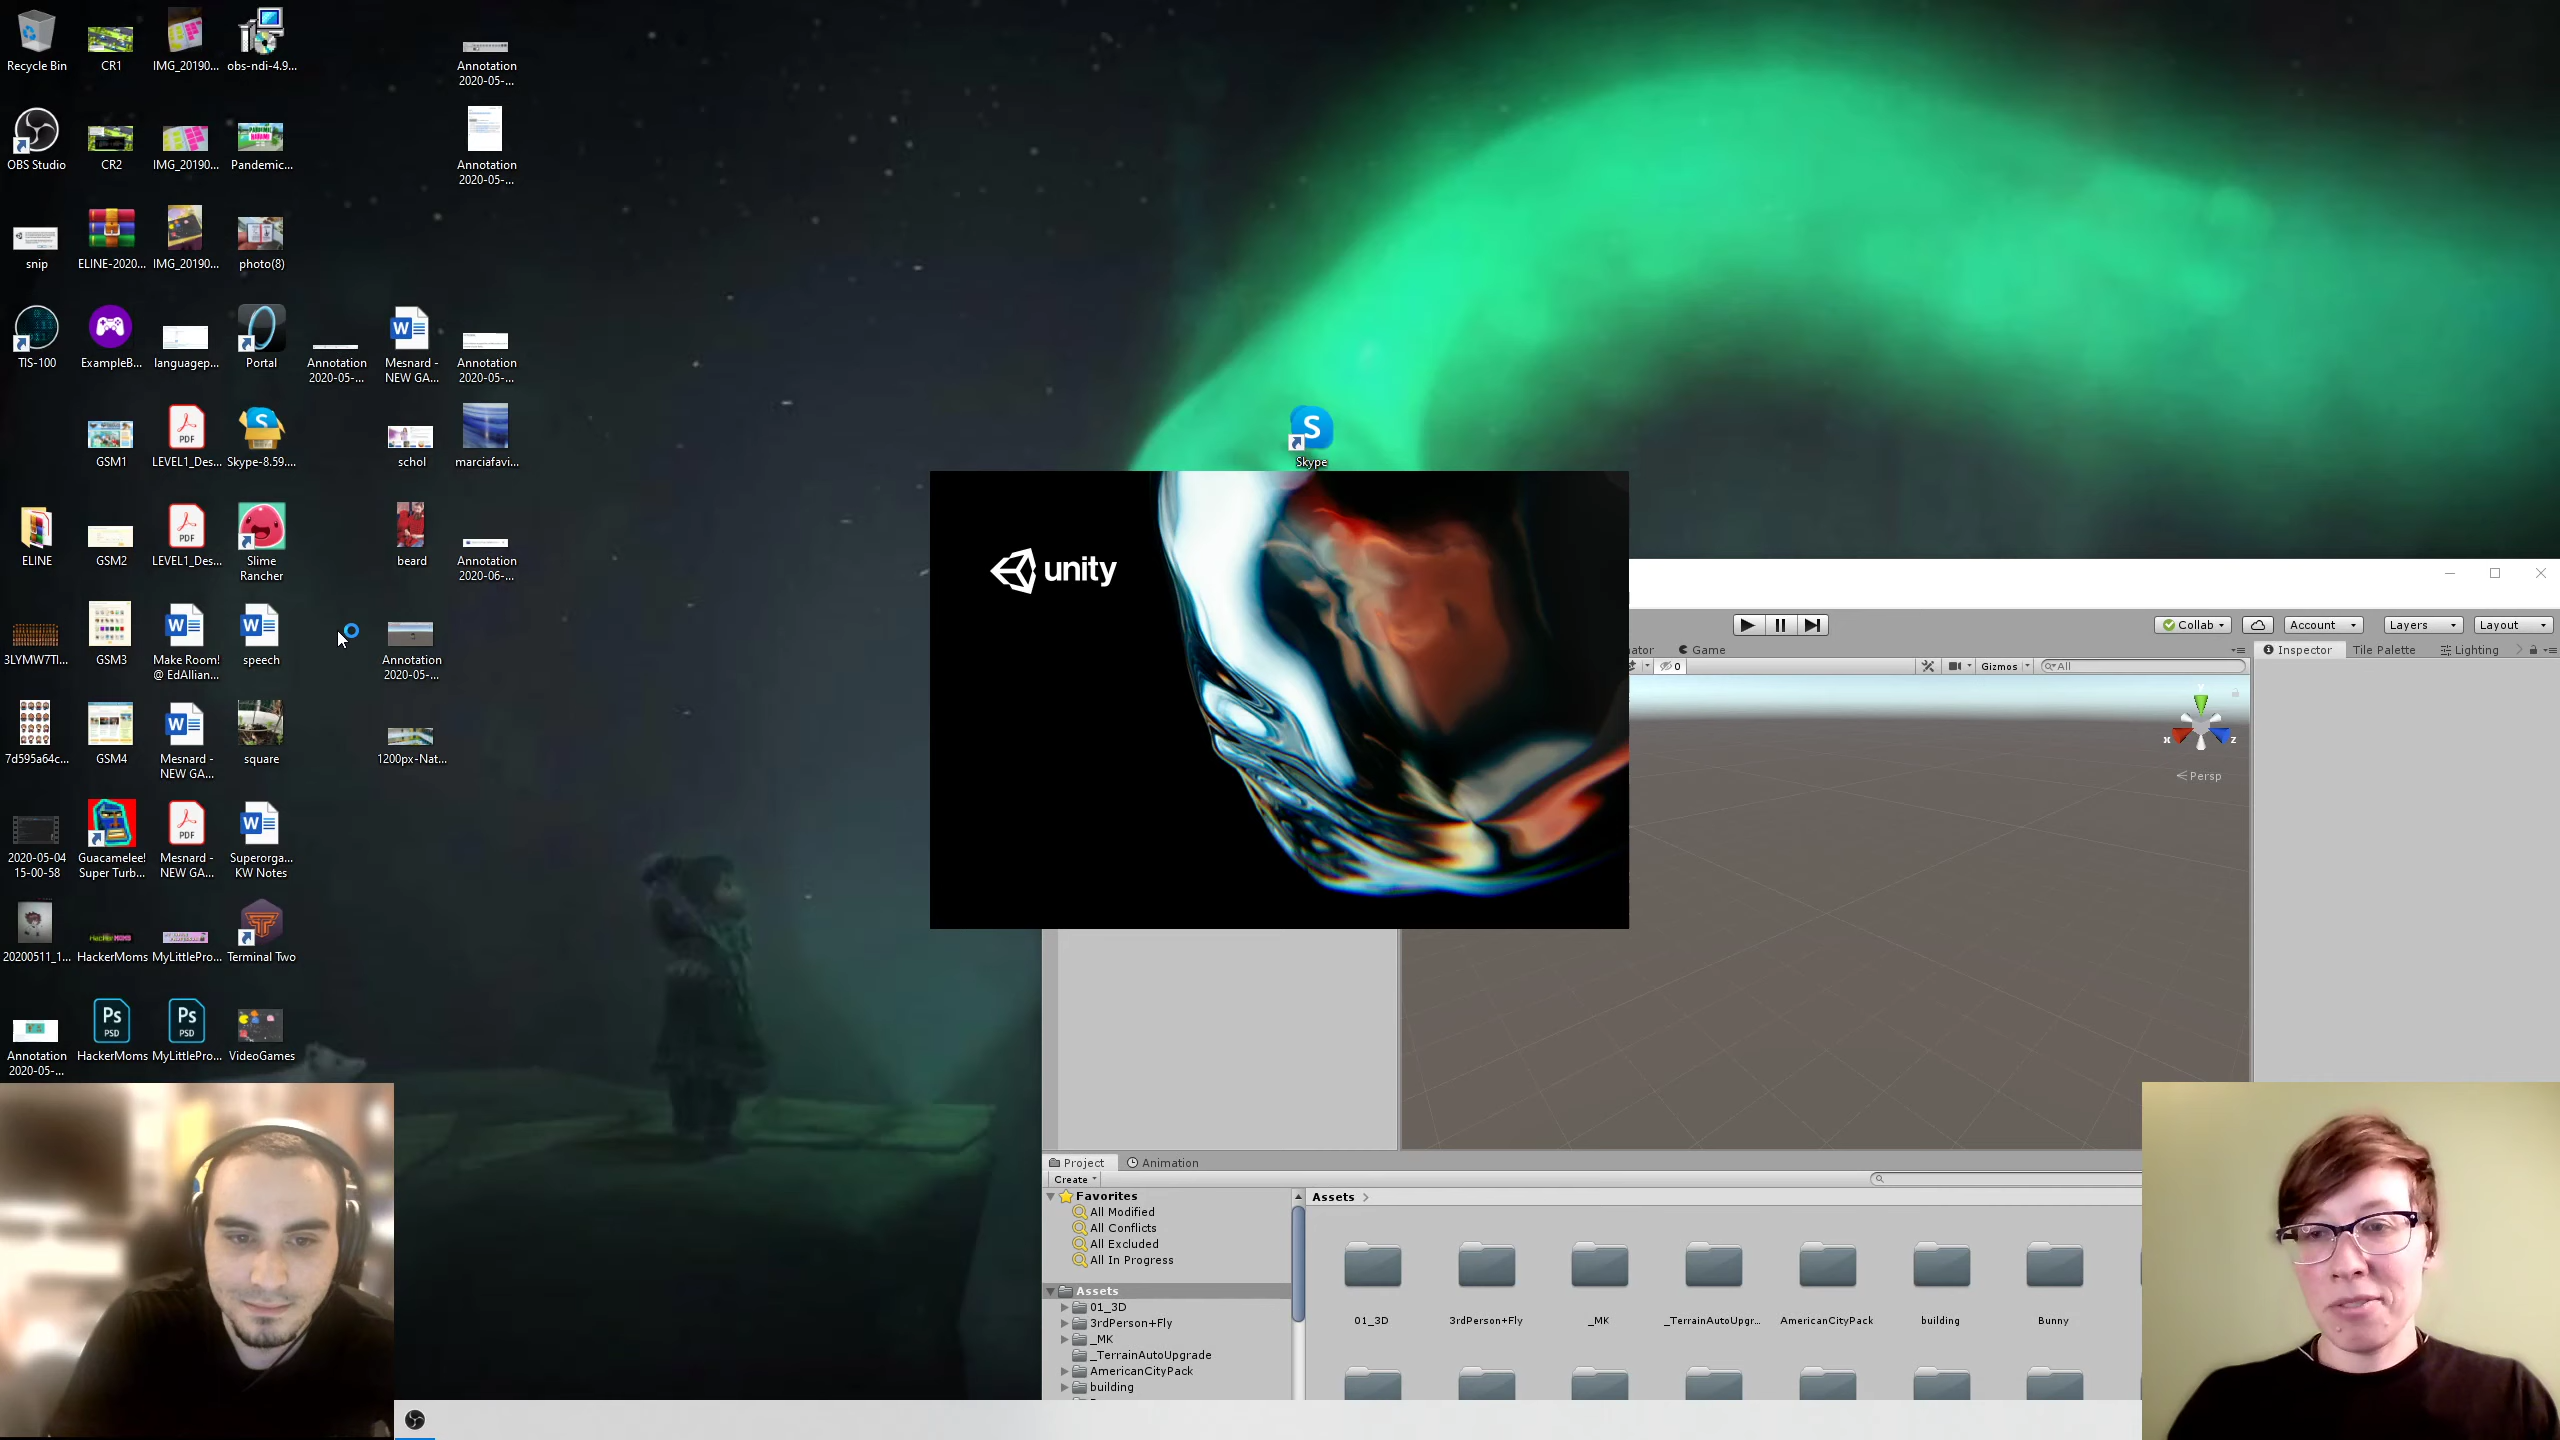 Recycle Bin
CR1
IMG_20190...
obs-ndi-4.9...
Annotation
2020-05-...
OBS Studio
CR2
IMG_20190...
Pandemic...
Annotation
2020-05-...
snip
ELINE-2020...
IMG_20190...
photo(8)
TIS-100
ExampleB...
languagep...
Portal
Annotation
2020-05-...
Mesnard -
NEW GA...
Annotation
2020-05-...
GSM1
LEVEL1_Des...
Skype-8.59....
schol
marciafavi...
Skype
ELINE
GSM2
LEVEL1_Des...
Slime
Rancher
beard
Annotation
2020-06-...
3LYMW7Tl...
GSM3
Make Room!
@ EdAllian...
speech
Annotation
2020-05-...
7d595a64c...
GSM4
Mesnard -
NEW GA...
square
1200px-Nat...
2020-05-04
15-00-58
Guacamelee!
Super Turb...
Mesnard -
NEW GA...
Superorga...
KW Notes
20200511_1...
HackerMoms
MyLittlePro...
Terminal Two
Annotation
2020-05-...
HackerMoms
MyLittlePro...
VideoGames
unity
Collab
Account
Layers
Layout
Game
Inspector
Tile Palette
Lighting
0
Gizmos
All
x
z
Persp
Project
Animation
Create
Favorites
All Modified
All Conflicts
All Excluded
All In Progress
Assets
01_3D
3rdPerson+Fly
_MK
_TerrainAutoUpgrade
AmericanCityPack
building
Assets
01_3D
3rdPerson+Fly
_MK
_TerrainAutoUpgr...
AmericanCityPack
building
Bunny